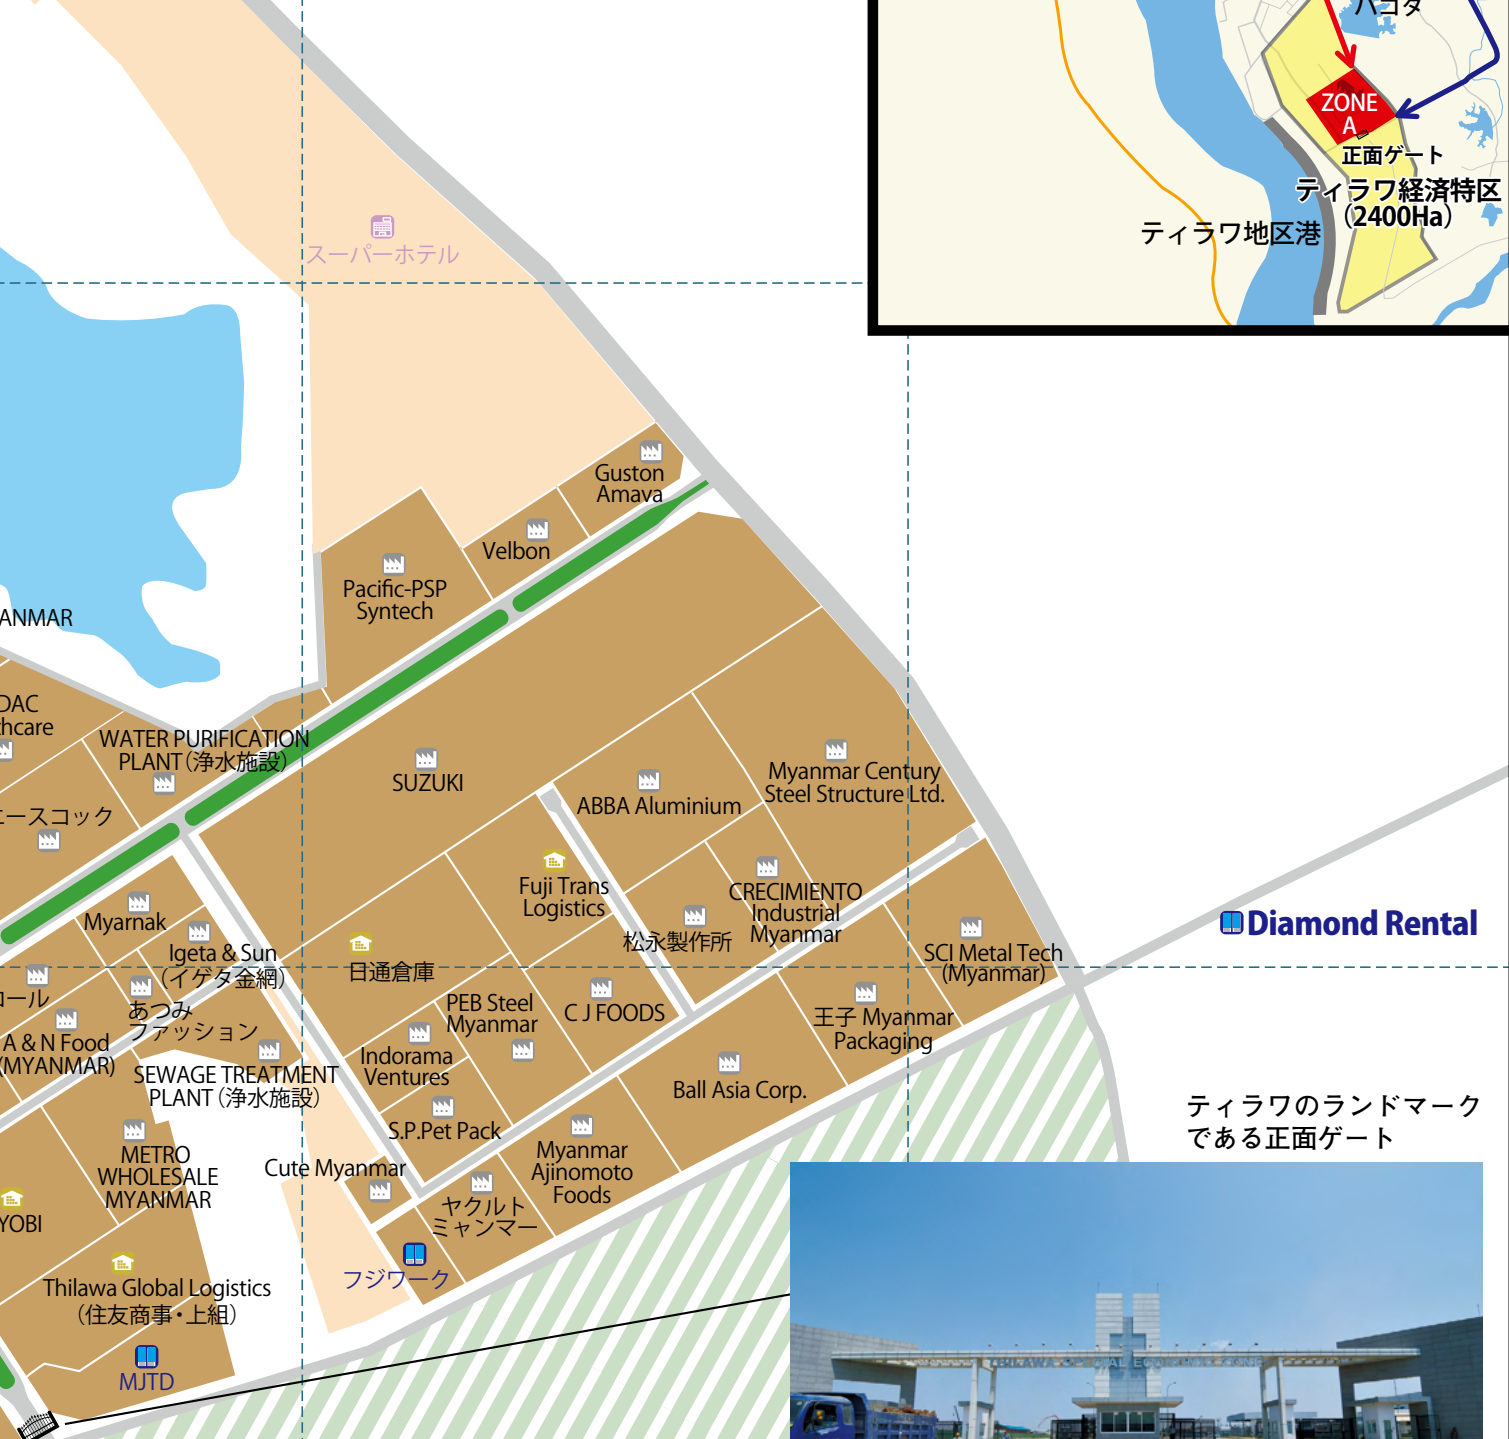 パゴダ
ZONE
A
正面ゲート
ティラワ経済特区
（2400Ha）
ティラワ地区港
スーパーホテル
Guston
Amava
Velbon
Pacific-PSP
Syntech
ANMAR
DAC
thcare
WATER PURIFICATION
PLANT（浄水施設）
エースコック
SUZUKI
ABBA Aluminium
Myanmar Century
Steel Structure Ltd.
Fuji Trans
Logistics
CRECIMIENTO
Industrial
Myanmar
松永製作所
SCI Metal Tech
(Myanmar)
Diamond Rental
Myarnak
Igeta & Sun
（イゲタ金網）
日通倉庫
コール
あつみ
ファッション
A & N Food
(MYANMAR)
PEB Steel
Myanmar
C J FOODS
王子 Myanmar
Packaging
Indorama
Ventures
SEWAGE TREATMENT
PLANT（浄水施設）
Ball Asia Corp.
S.P.Pet Pack
METRO
WHOLESALE
MYANMAR
Cute Myanmar
Myanmar
Ajinomoto
Foods
ヤクルト
ミャンマー
YOBI
フジワーク
Thilawa Global Logistics
（住友商事・上組）
MJTD
ティラワのランドマーク
である正面ゲート
THILAWA SPECIAL ECONOMIC ZONE